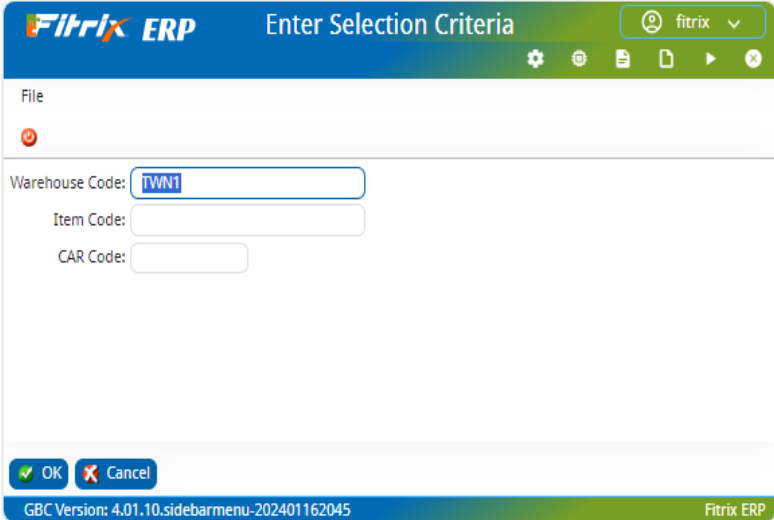 Fitrix ERP Enter Selection Criteria fitrix
File
Warehouse Code: TWN1
Item Code:
CAR Code:
OK Cancel
GBC Version: 4.01.10.sidebarmenu-202401162045 Fitrix ERP